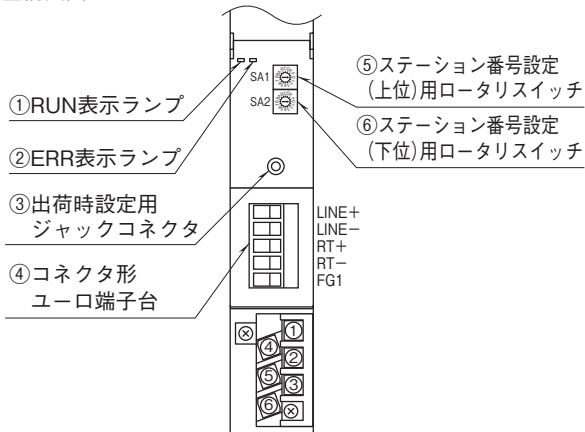 ①RUN表示ランプ
②ERR表示ランプ
③出荷時設定用
ジャックコネクタ
④コネクタ形
ユーロ端子台
SA1
SA2
⑤ステーション番号設定
(上位)用ロータリスイッチ
⑥ステーション番号設定
(下位)用ロータリスイッチ
LINE+
LINE−
RT+
RT−
FG1
①
④
②
⑤
③
⑥